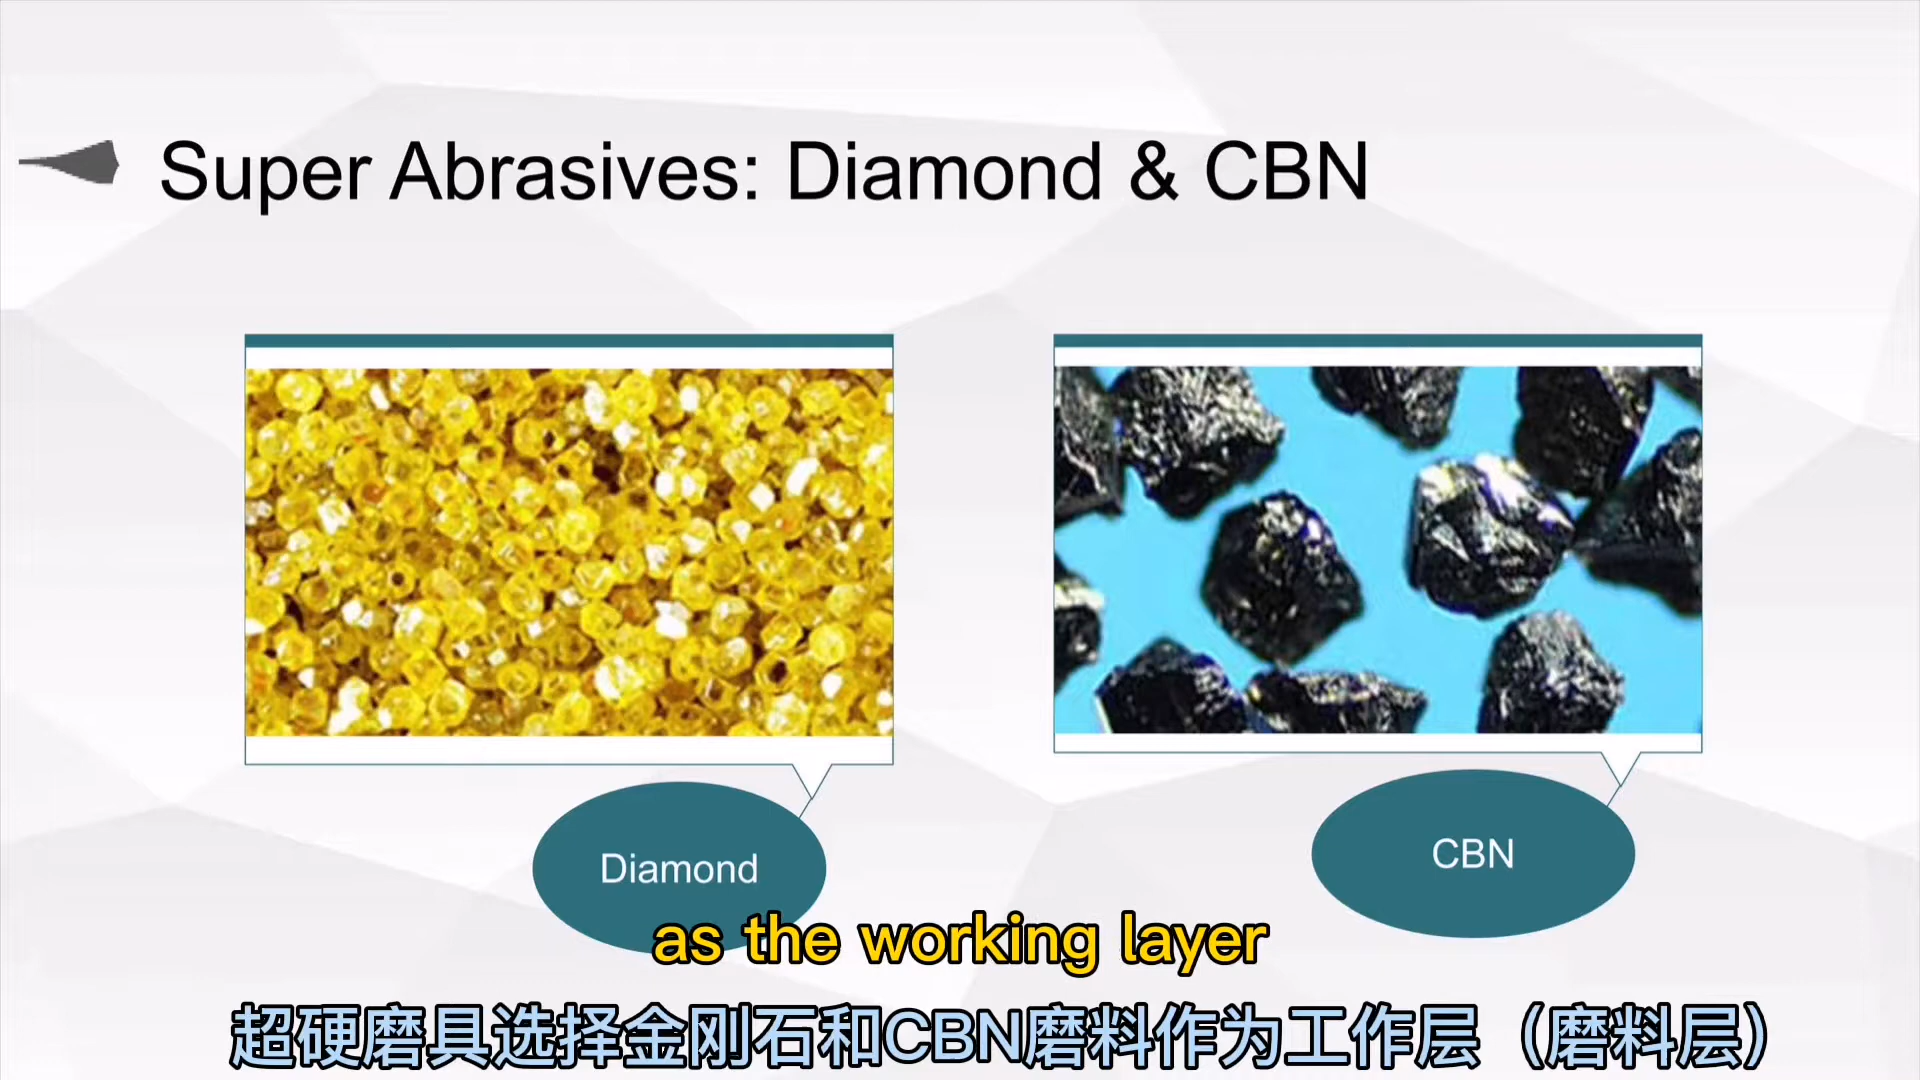 Super Abrasives: Diamond & CBN
Diamond
CBN
as the working layer
超硬磨具选择金刚石和CBN磨料作为工作层（磨料层）